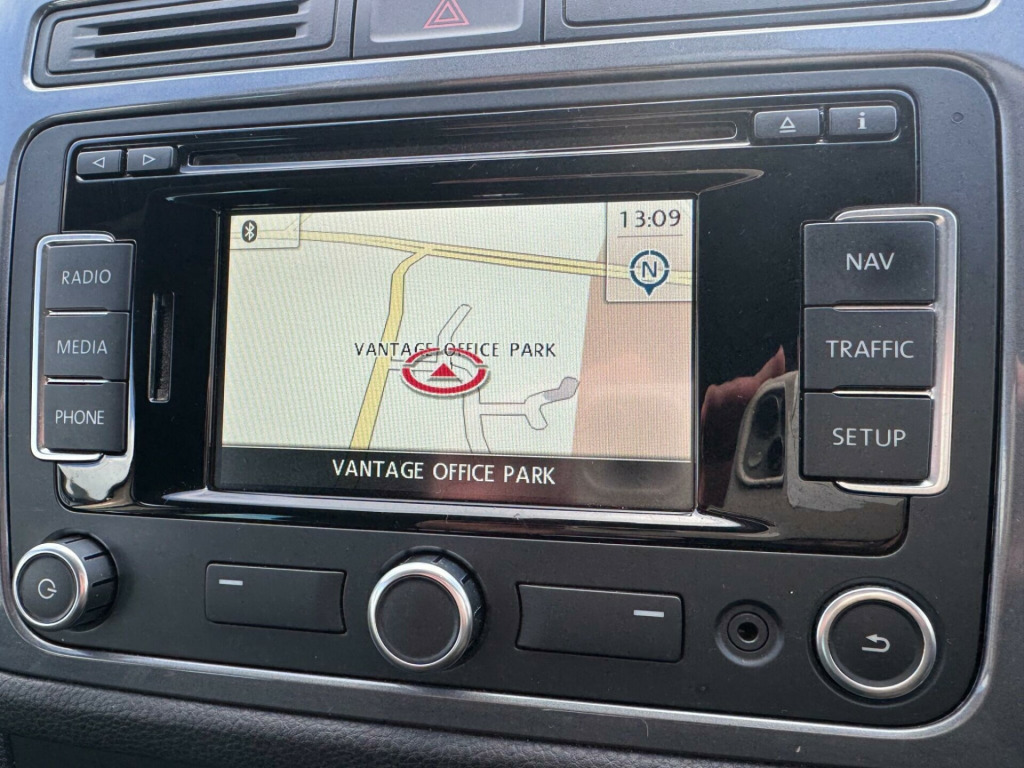 i
13:09
N
RADIO
NAV
MEDIA
VANTAGE OFFICE PARK
TRAFFIC
PHONE
SETUP
VANTAGE OFFICE PARK